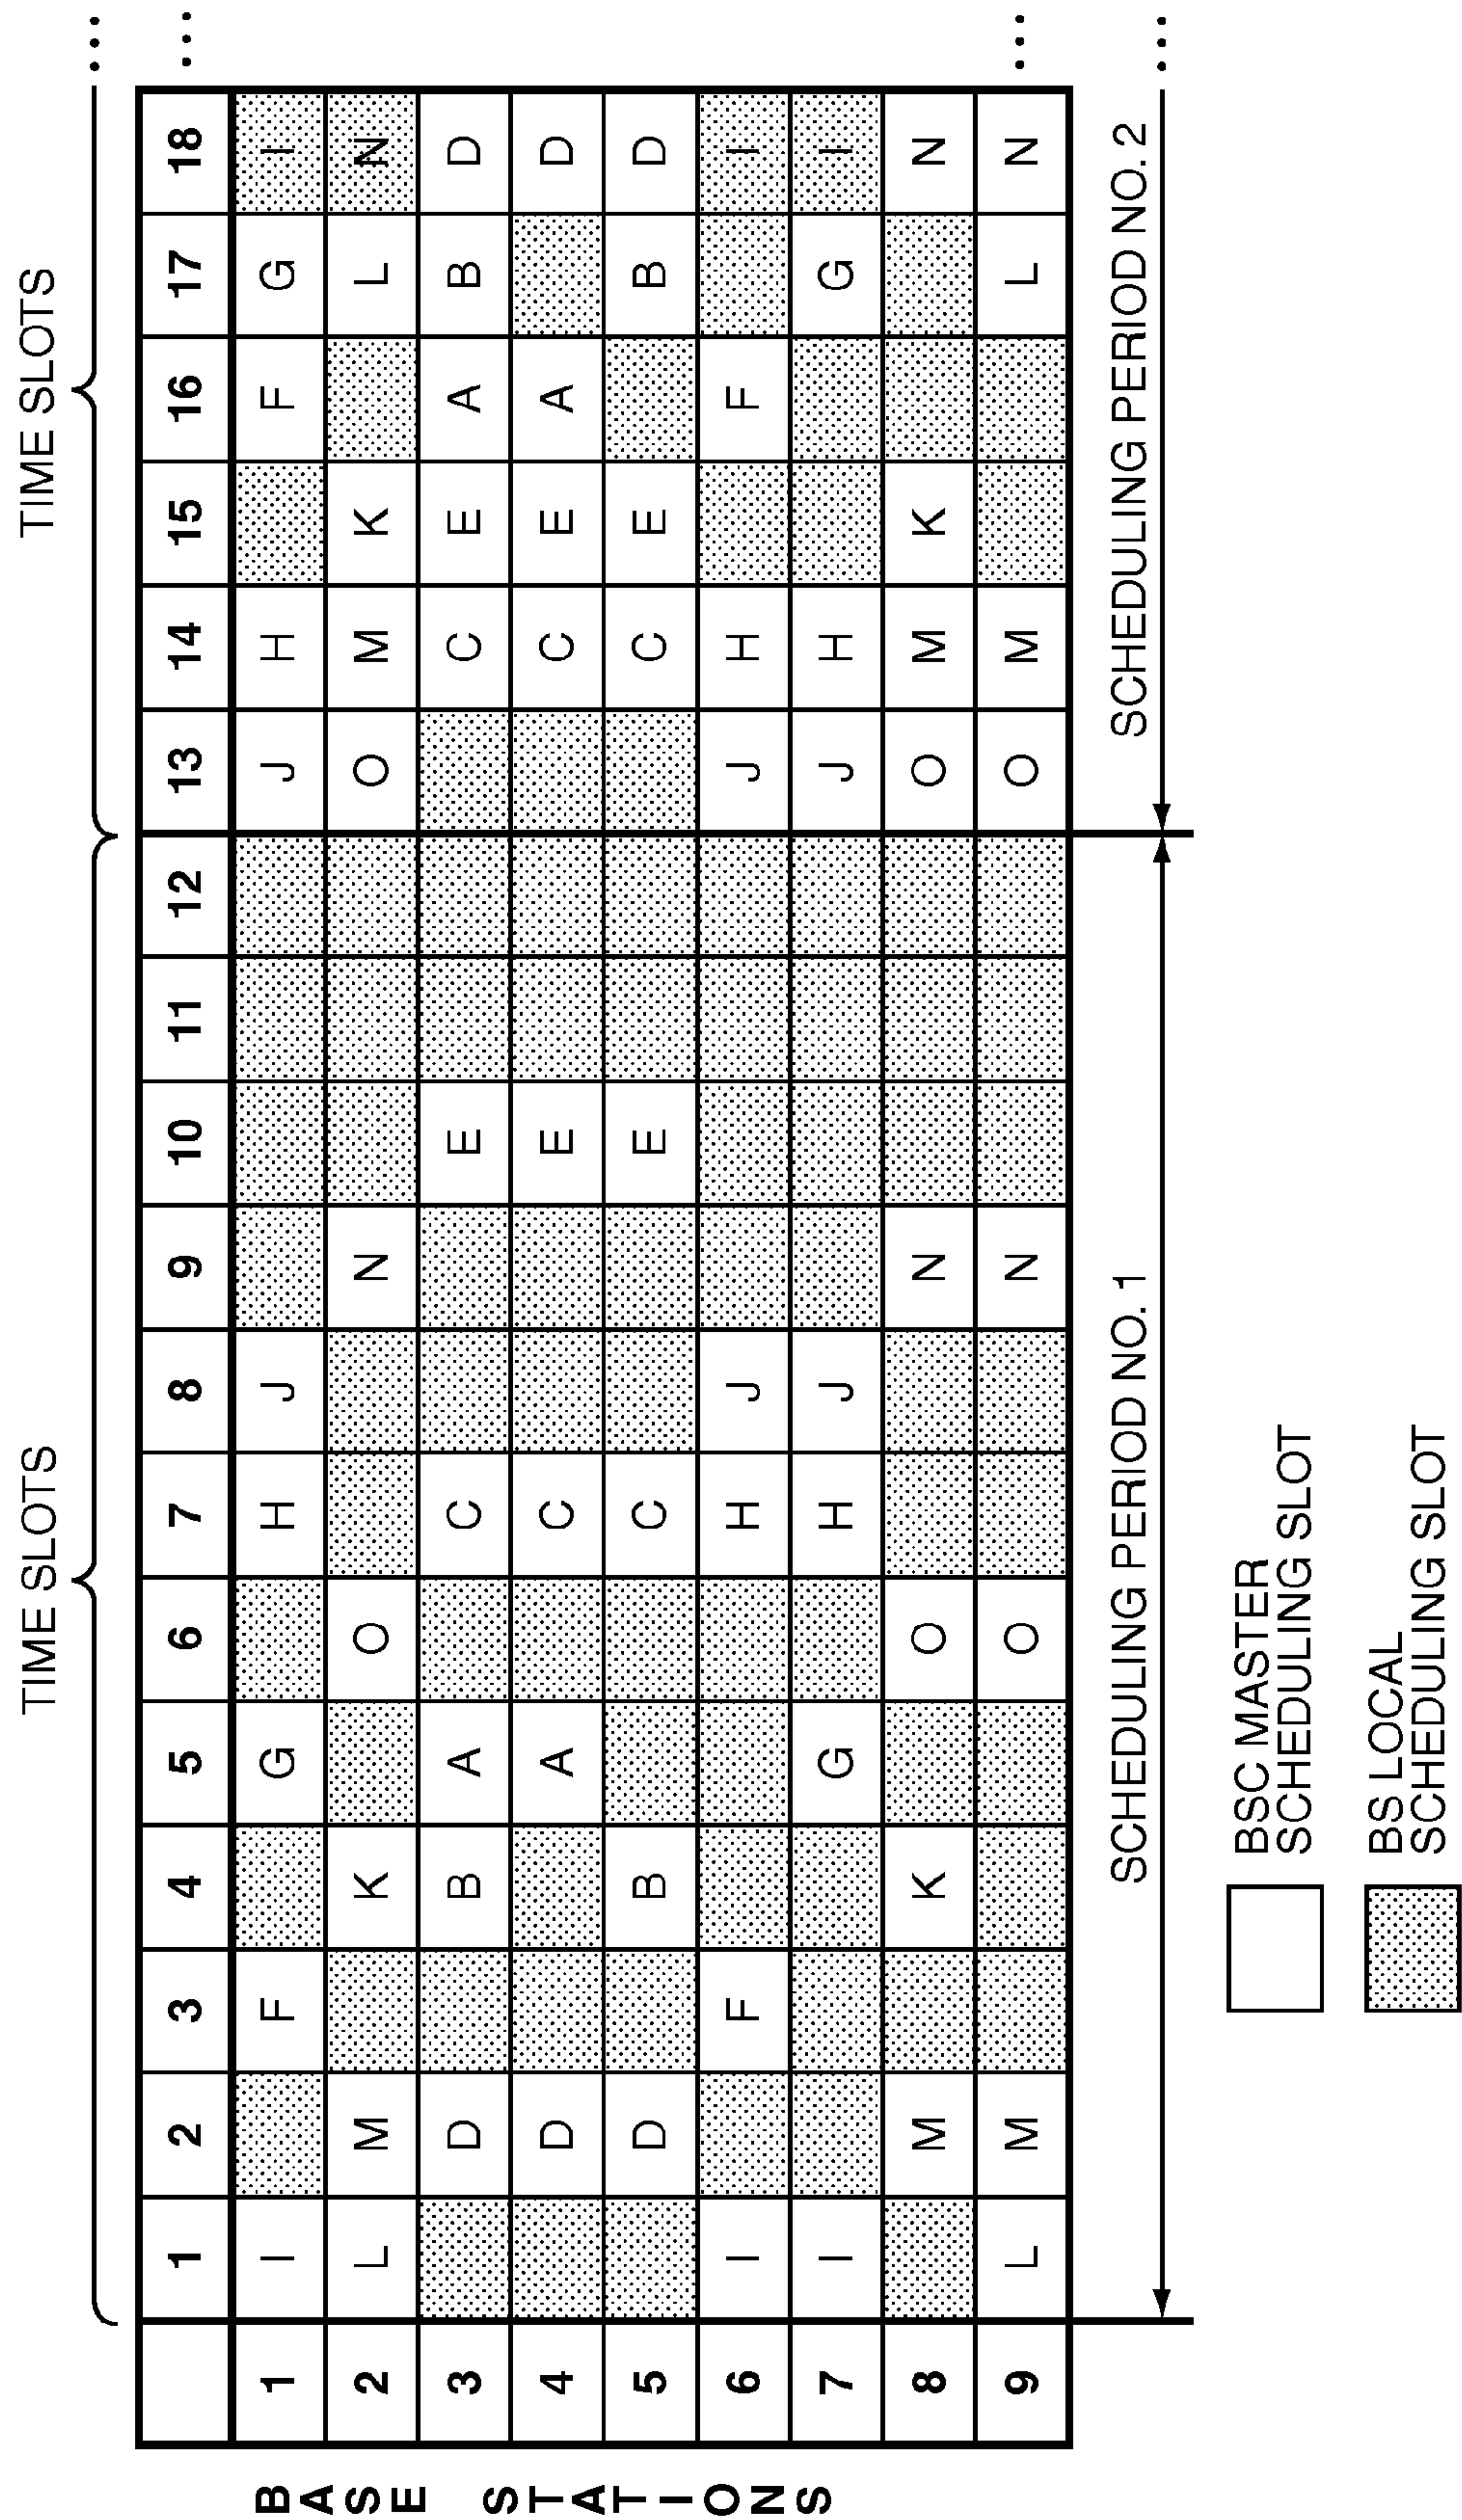 TIME SLOTS TIME SLOTS
1 2 3 4 5 6 7 8 9 10 11 12 13 14 15 16 17 18 ...
BASE STATIONS
1 I F G H J J H F G I
2 L M K O N O M K L N
3 D B A C E C E A B D
4 D A C E C E A D
5 D B C E C E B D
6 I F H J J H F I
7 I G H J J H G I
8 M K O N O M K N
9 L M O N O M L N ...
SCHEDULING PERIOD NO. 1 SCHEDULING PERIOD NO. 2 ...
BSC MASTER
SCHEDULING SLOT
BS LOCAL
SCHEDULING SLOT